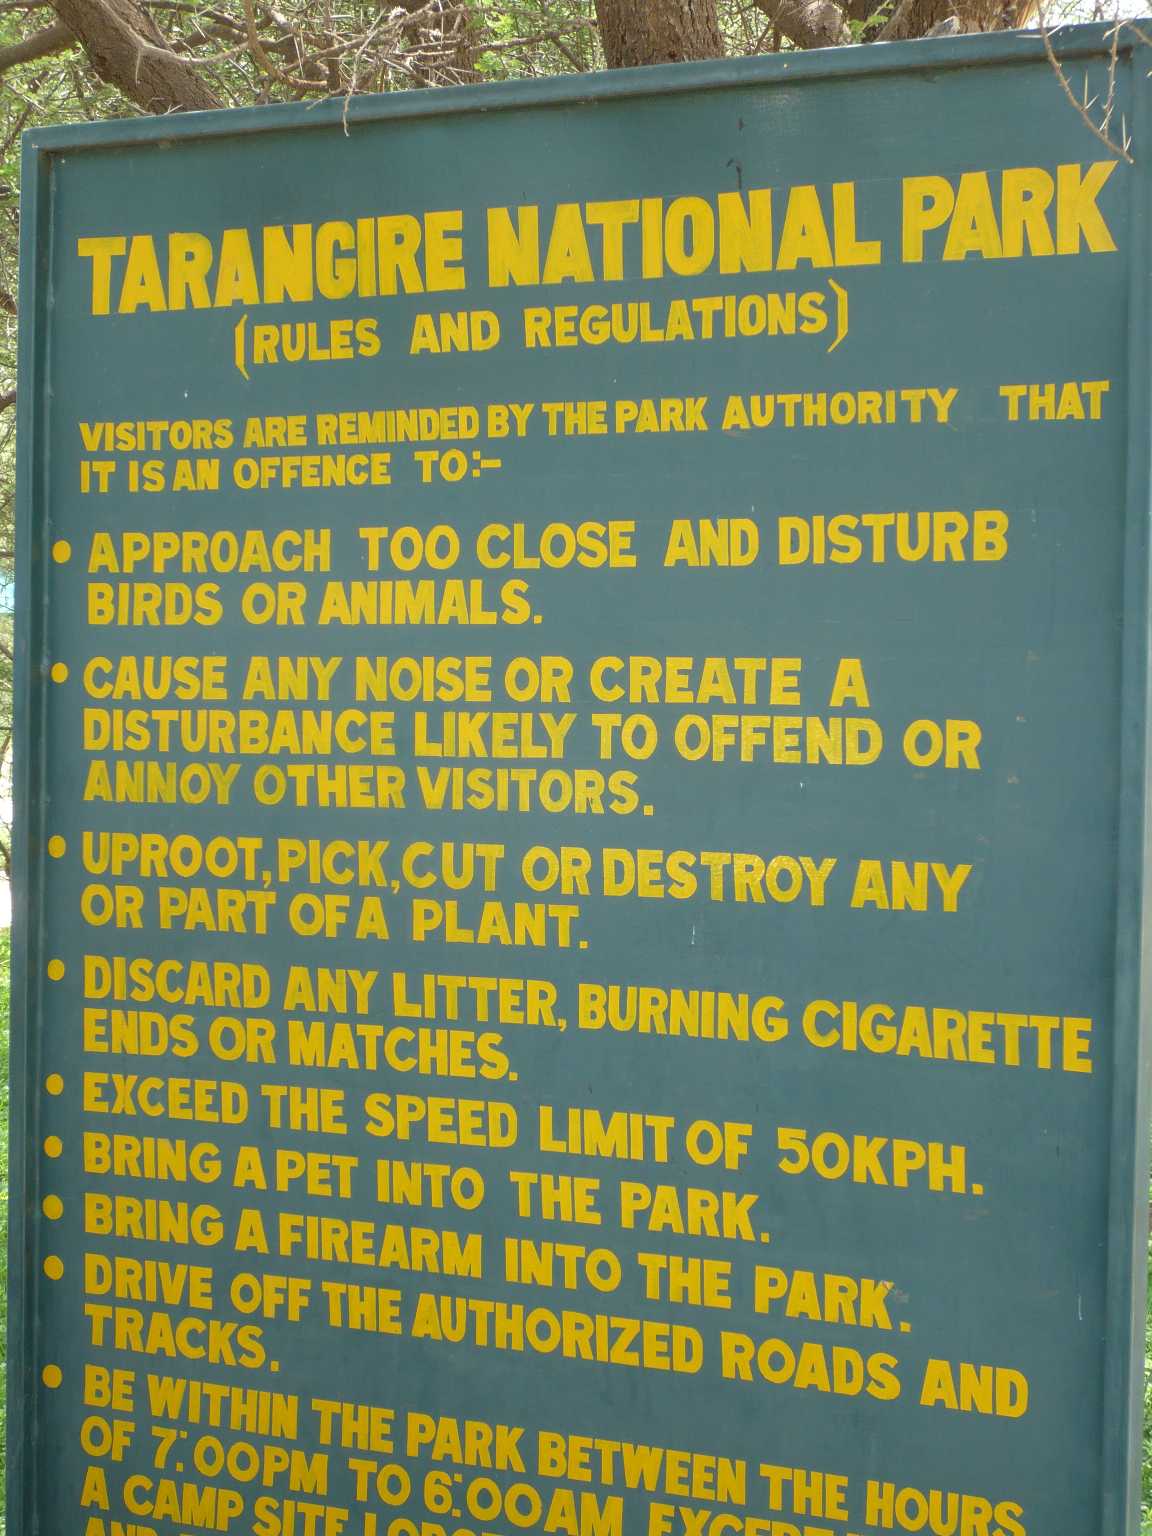 TARANGIRE NATIONAL PARK
(RULES AND REGULATIONS)
VISITORS ARE REMINDED BY THE PARK AUTHORITY THAT
IT IS AN OFFENCE TO:-
• APPROACH TOO CLOSE AND DISTURB
BIRDS OR ANIMALS.
• CAUSE ANY NOISE OR CREATE A
DISTURBANCE LIKELY TO OFFEND OR
ANNOY OTHER VISITORS.
• UPROOT, PICK, CUT OR DESTROY ANY
OR PART OF A PLANT.
• DISCARD ANY LITTER, BURNING CIGARETTE
ENDS OR MATCHES.
• EXCEED THE SPEED LIMIT OF 50KPH.
• BRING A PET INTO THE PARK.
• BRING A FIREARM INTO THE PARK.
• DRIVE OFF THE AUTHORIZED ROADS AND
TRACKS.
• BE WITHIN THE PARK BETWEEN THE HOURS
OF 7:00PM TO 6:00AM EXCEPT
A CAMP SITE